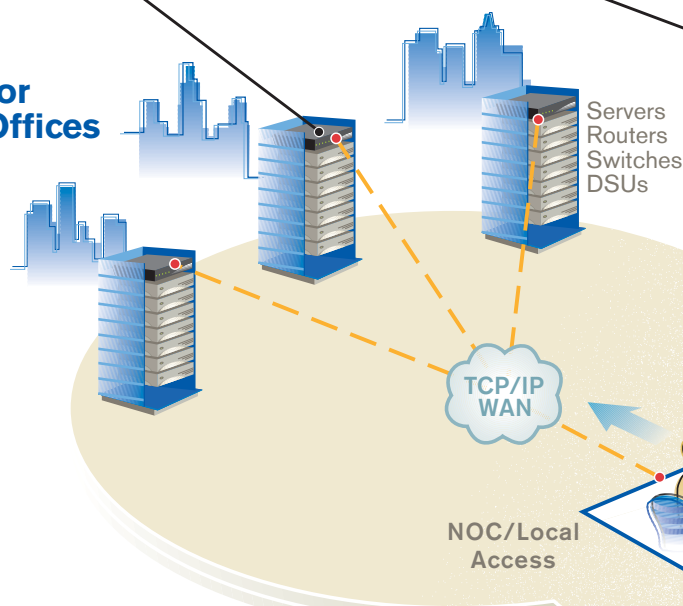 or
Offices
Servers
Routers
Switches
DSUs
TCP/IP
WAN
NOC/Local
Access